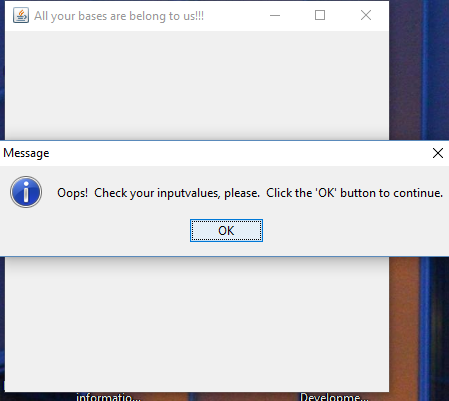 All your bases are belong to us!!!
Message
Oops!  Check your inputvalues, please.  Click the 'OK' button to continue.
OK
informatio...
Developme...